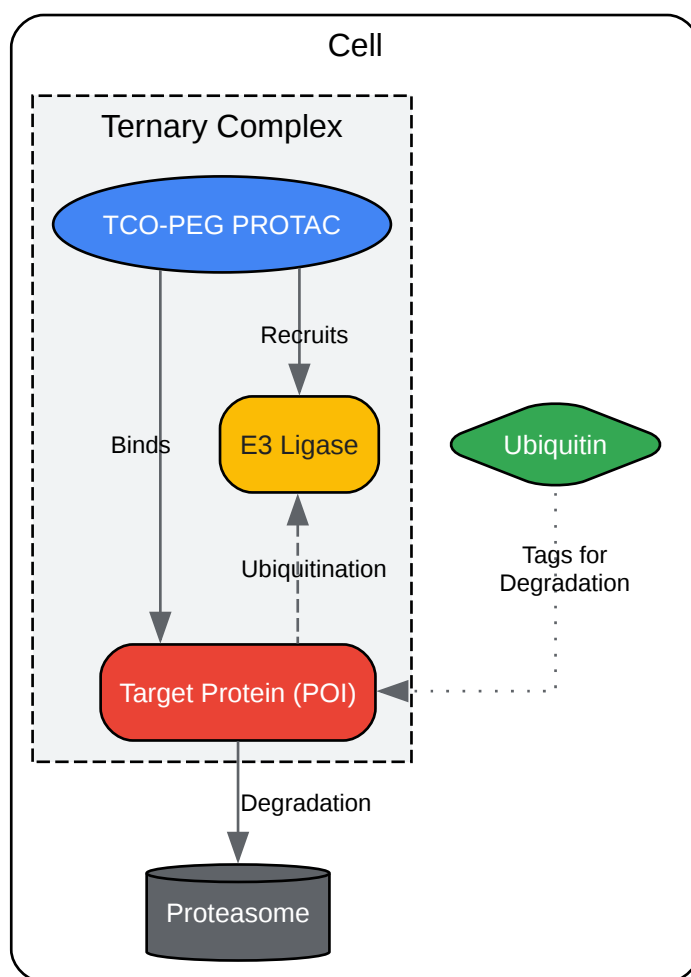 Cell
Ternary Complex
TCO-PEG PROTAC
Recruits
Binds
E3 Ligase
Ubiquitin
Ubiquitination
Tags for
Degradation
Target Protein (POI)
Degradation
Proteasome